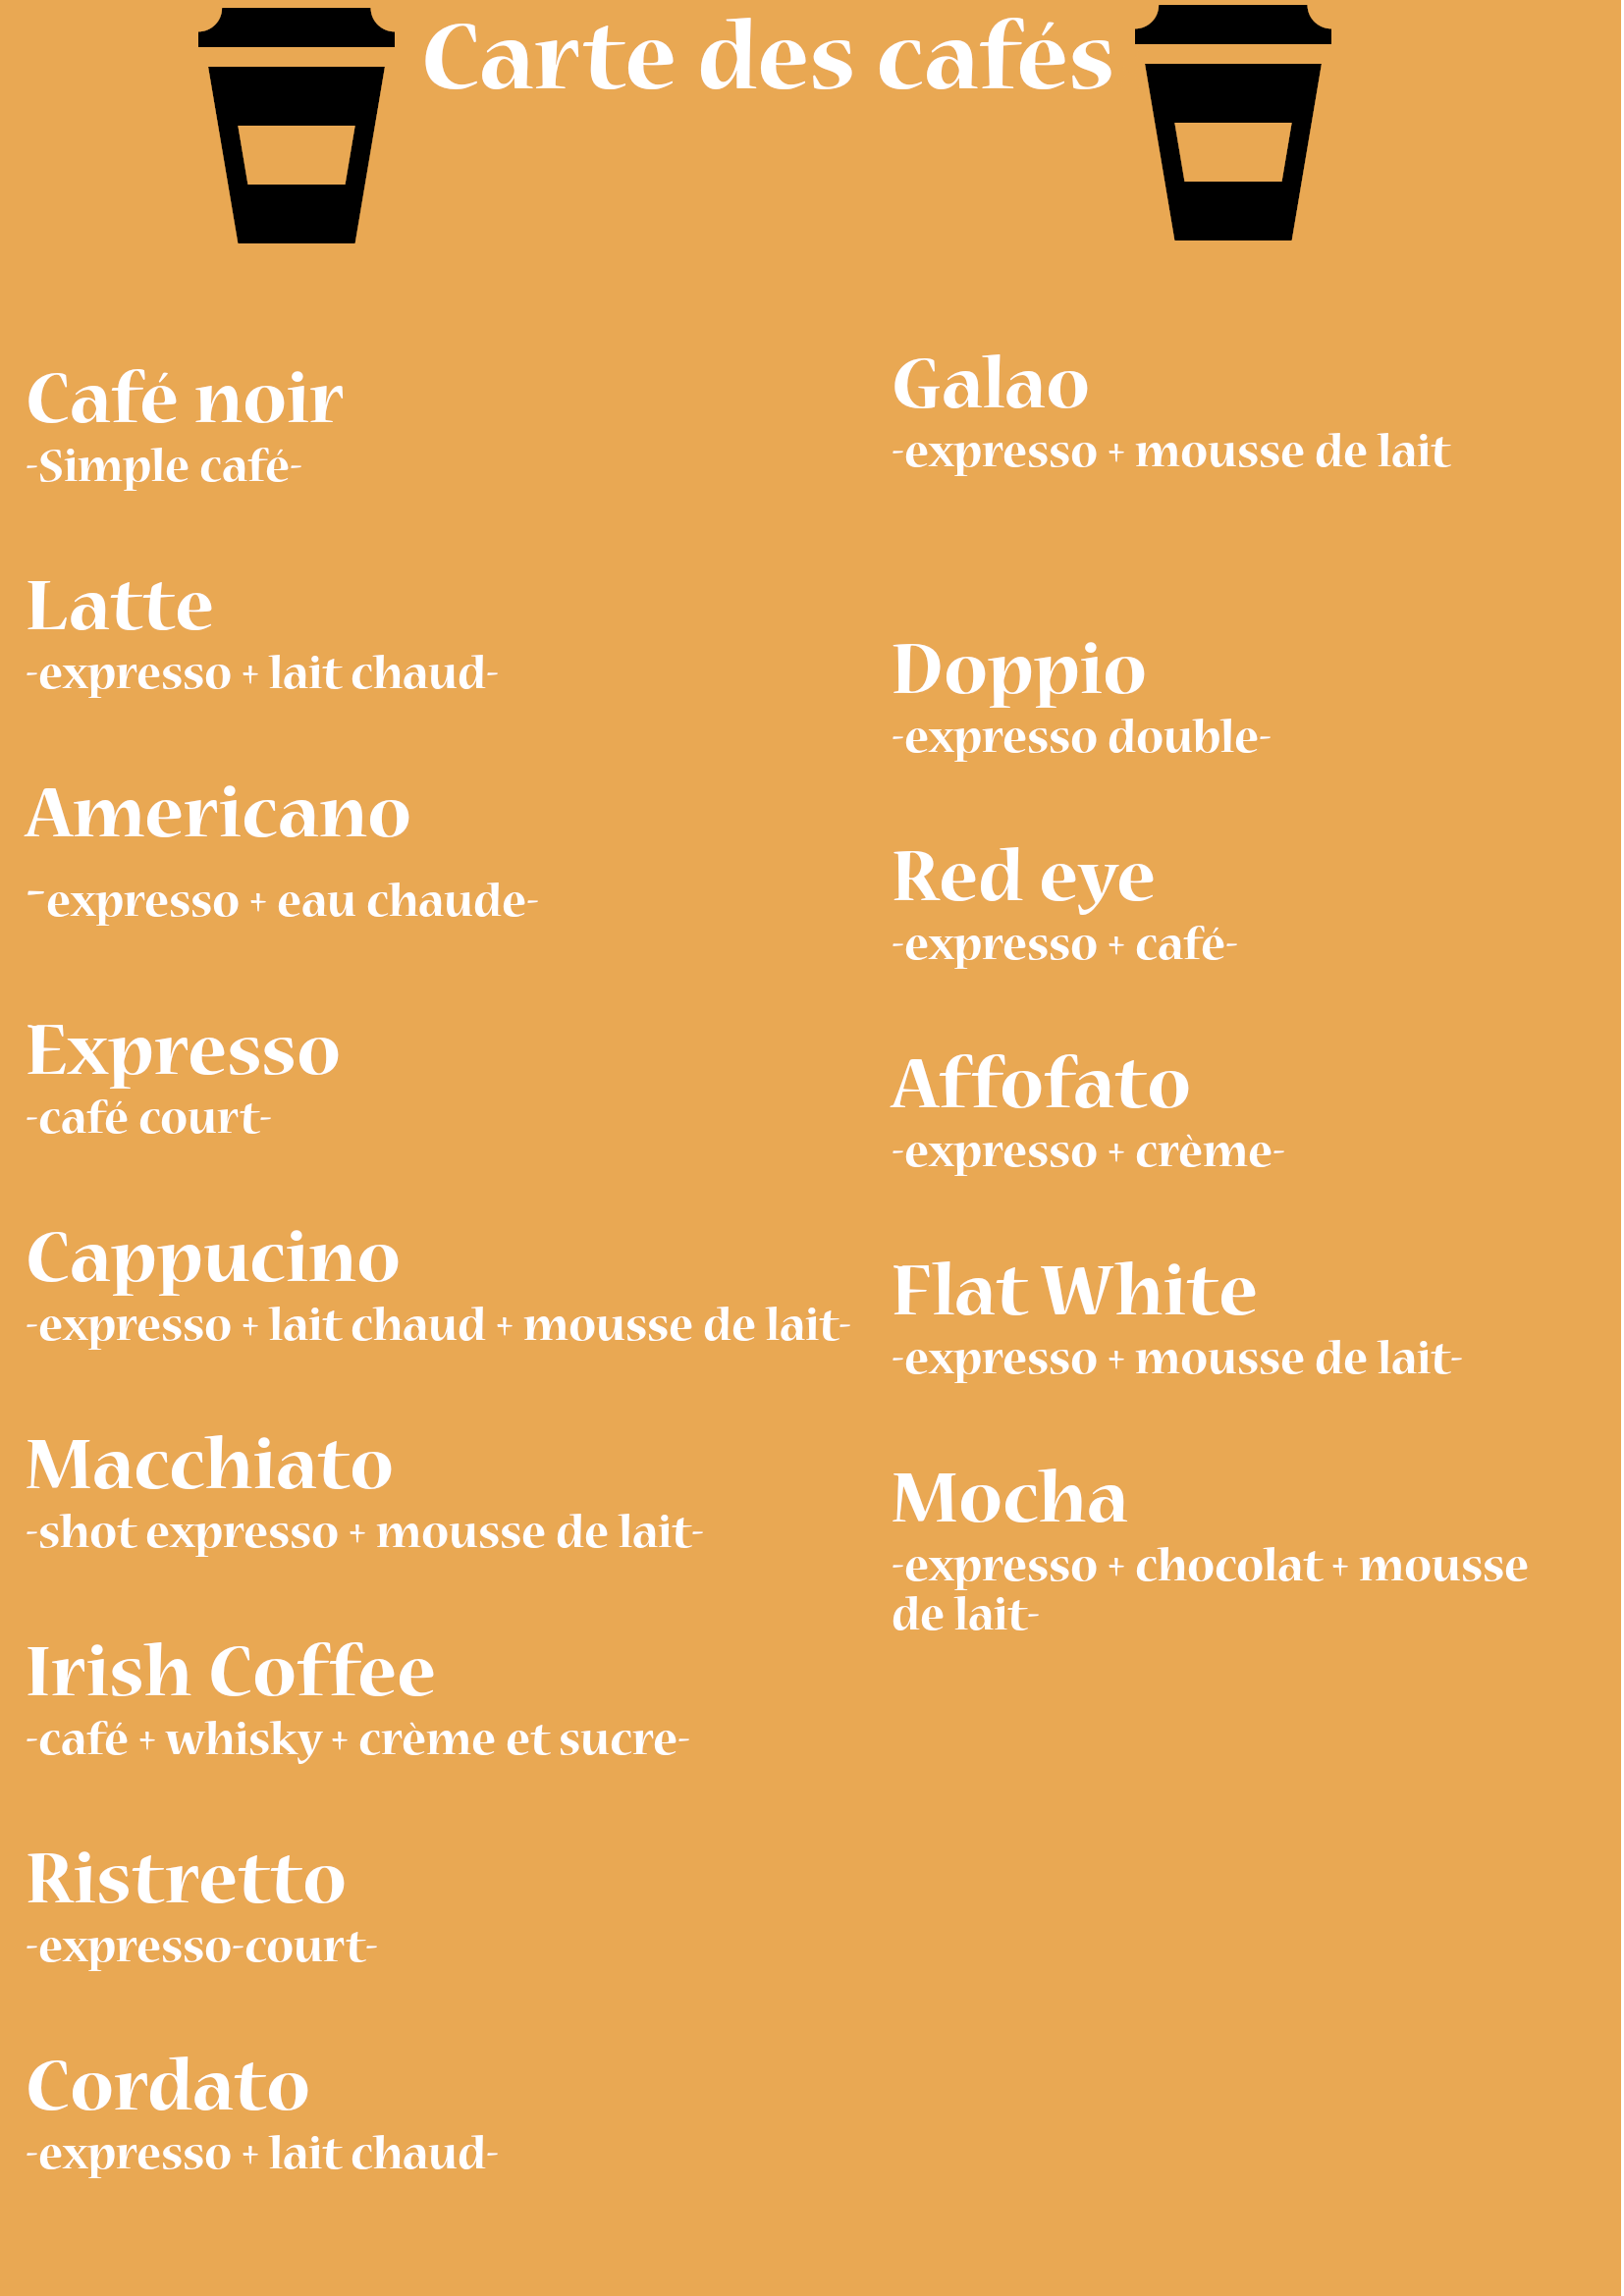 Carte des cafés
Café noir
-Simple café-
Latte
-expresso + lait chaud-
Americano
-expresso + eau chaude-
Expresso
-café court-
Cappucino
-expresso + lait chaud + mousse de lait-
Macchiato
-shot expresso + mousse de lait-
Irish Coffee
-café + whisky + crème et sucre-
Ristretto
-expresso-court-
Cordato
-expresso + lait chaud-
Galao
-expresso + mousse de lait
Doppio
-expresso double-
Red eye
-expresso + café-
Affofato
-expresso + crème-
Flat White
-expresso + mousse de lait-
Mocha
-expresso + chocolat + mousse
de lait-